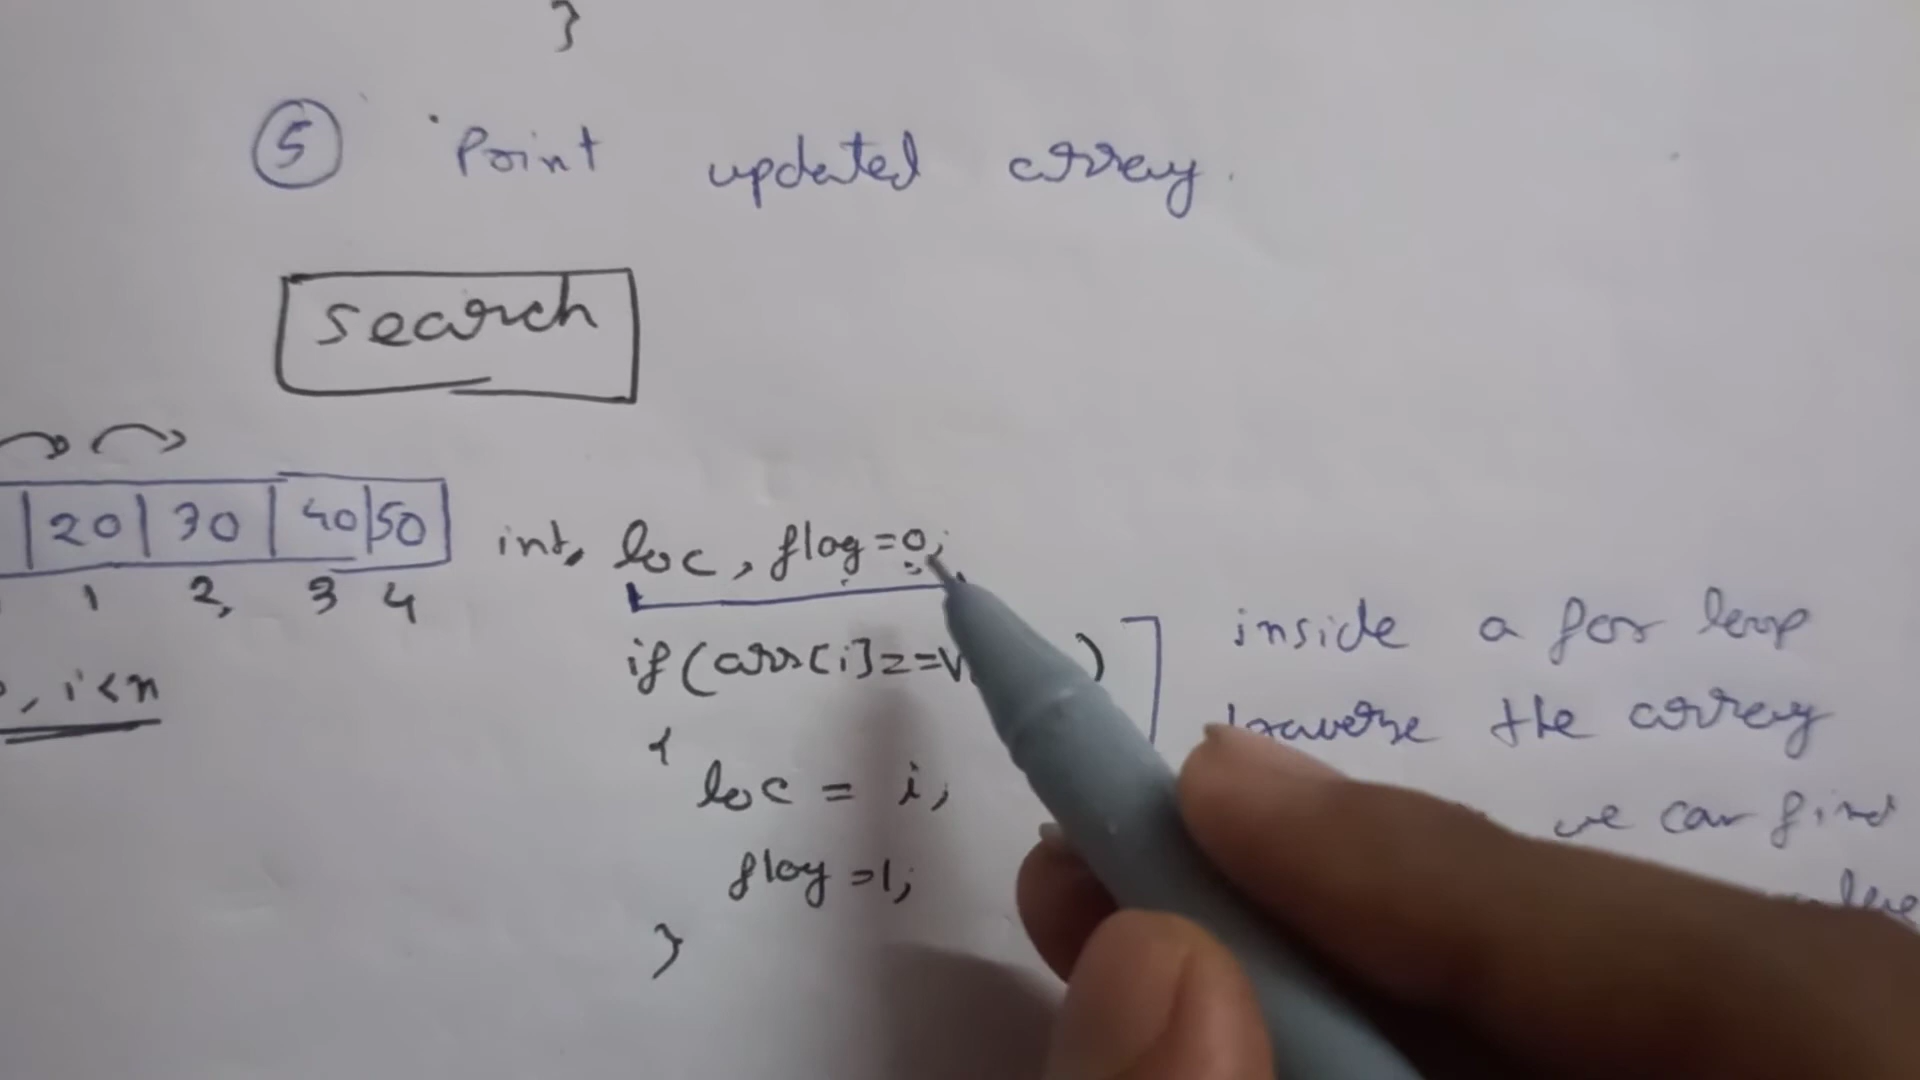 }
5 Print updated array.
search
20 | 30 | 40 | 50
1 2, 3 4
, i<n
int, loc, flag=0;
if (arr[i]==v )
{
loc = i,
flag =1;
}
inside a for loop
traverse the array
we can find